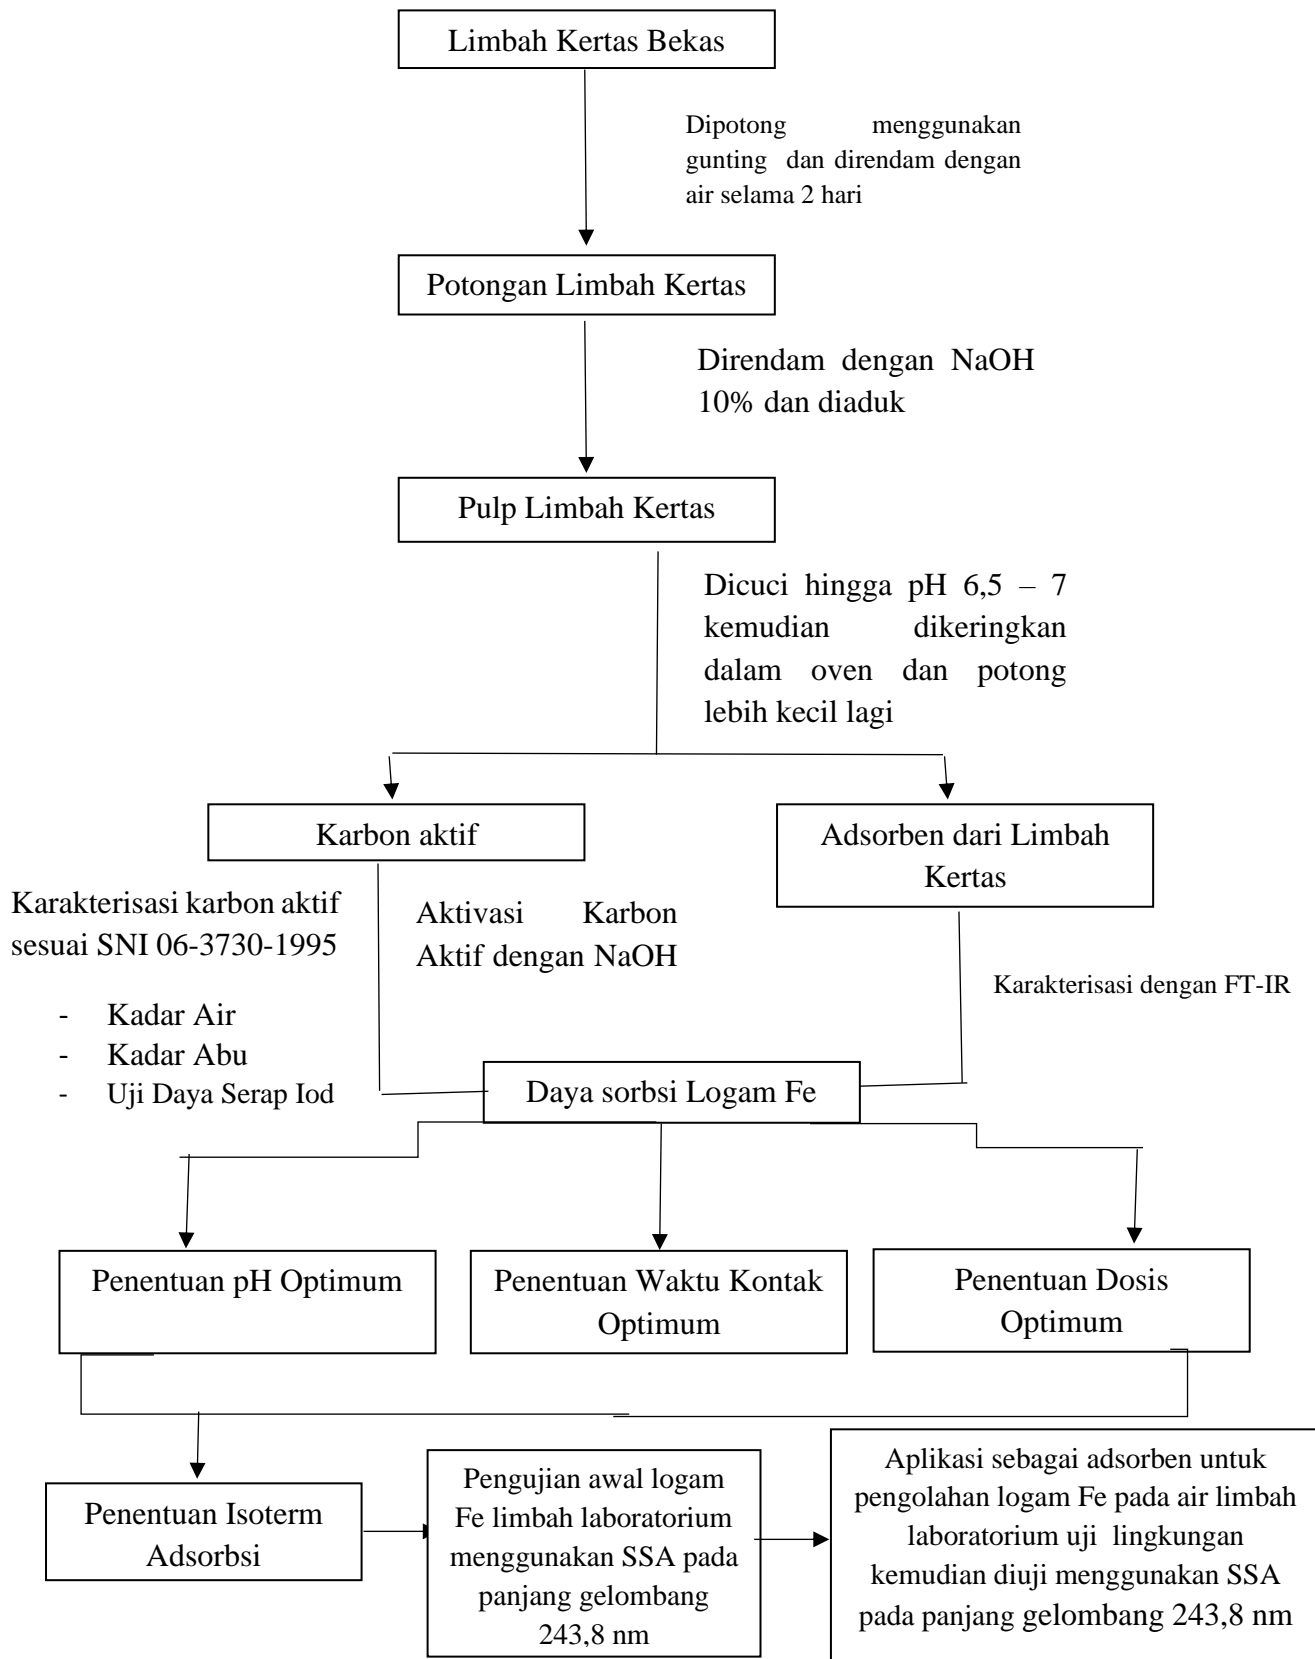 Limbah Kertas Bekas
Dipotong menggunakan
gunting dan direndam dengan
air selama 2 hari
Potongan Limbah Kertas
Direndam dengan NaOH
10% dan diaduk
Pulp Limbah Kertas
Dicuci hingga pH 6,5 – 7
kemudian dikeringkan
dalam oven dan potong
lebih kecil lagi
Karbon aktif
Adsorben dari Limbah
Kertas
Karakterisasi karbon aktif
sesuai SNI 06-3730-1995
- Kadar Air
- Kadar Abu
- Uji Daya Serap Iod
Aktivasi Karbon
Aktif dengan NaOH
Karakterisasi dengan FT-IR
Daya sorbsi Logam Fe
Penentuan pH Optimum
Penentuan Waktu Kontak
Optimum
Penentuan Dosis
Optimum
Penentuan Isoterm
Adsorbsi
Pengujian awal logam
Fe limbah laboratorium
menggunakan SSA pada
panjang gelombang
243,8 nm
Aplikasi sebagai adsorben untuk
pengolahan logam Fe pada air limbah
laboratorium uji lingkungan
kemudian diuji menggunakan SSA
pada panjang gelombang 243,8 nm